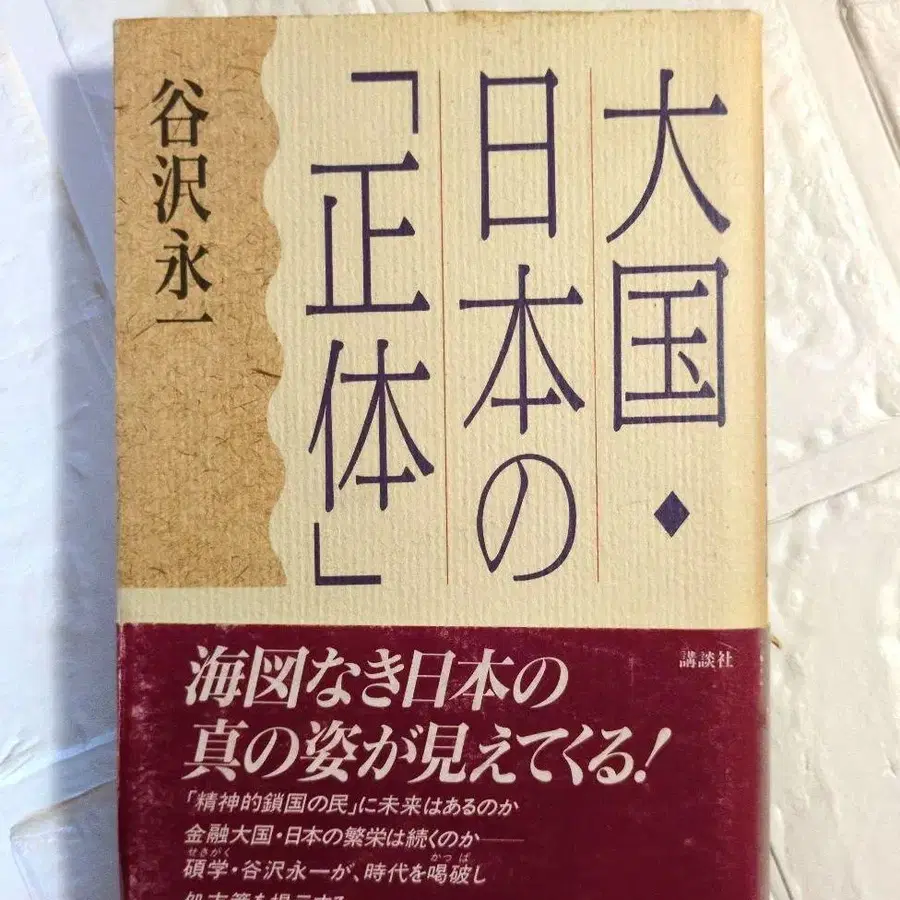 大国・
日本の
「正体」
谷沢永一
講談社
海図なき日本の
真の姿が見えてくる!
「精神的鎖国の民」に未来はあるのか
金融大国・日本の繁栄は続くのか――
せきがく かっぱ
碩学・谷沢永一が、時代を喝破し